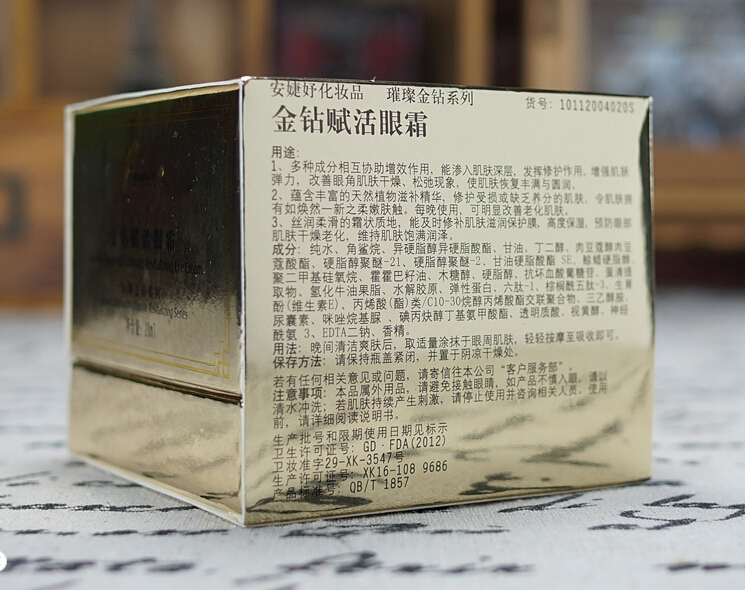 安婕妤化妆品 璀璨金钻系列 货号: 10112004020S
金钻赋活眼霜
用途:
1、多种成分相互协助增效作用，能渗入肌肤深层，发挥修护作用，增强肌肤
弹力，改善眼角肌肤干燥、松弛现象，使肌肤恢复丰满与圆润。
2、蕴含丰富的天然植物滋补精华，修护受损或缺乏养分的肌肤，令肌肤拥
有如焕然一新之柔嫩肤触。每晚使用，可明显改善老化肌肤。
3、丝润柔滑的霜状质地，能及时修补肌肤滋润保护膜，高度保湿，预防眼部
肌肤干燥老化，维持肌肤饱满润泽。
成分: 纯水、角鲨烷、异硬脂醇异硬脂酸酯、甘油、丁二醇、肉豆蔻醇肉豆
蔻酸酯、硬脂醇聚醚-21、硬脂醇聚醚-2、甘油硬脂酸酯 SE、鲸蜡硬脂醇、
聚二甲基硅氧烷、霍霍巴籽油、木糖醇、硬脂醇、抗坏血酸葡糖苷、蛋清提
取物、氢化牛油果脂、水解胶原、弹性蛋白、六肽-1、棕榈酰五肽-3、生育
酚(维生素E)、丙烯酸(酯)类/C10-30烷醇丙烯酸酯交联聚合物、三乙醇胺、
尿囊素、咪唑烷基脲 、碘丙炔醇丁基氨甲酸酯、透明质酸、视黄醇、神经
酰氨 3、EDTA二钠、香精。
用法: 晚间清洁爽肤后，取适量涂抹于眼周肌肤，轻轻按摩至吸收即可。
保存方法: 请保持瓶盖紧闭，并置于阴凉干燥处。
若有任何相关意见或问题，请寄信往本公司“客户服务部”。
注意事项: 本品属外用品，请避免接触眼睛，如产品不慎入眼，请以
清水冲洗；若肌肤持续产生刺激，请停止使用并咨询相关人员。使用
前，请详细阅读说明书。
生产批号和限期使用日期见标示
卫生许可证号: GD·FDA(2012)
卫妆准字29-XK-3547号
生产许可证号: XK16-108 9686
产品标准号: QB/T 1857